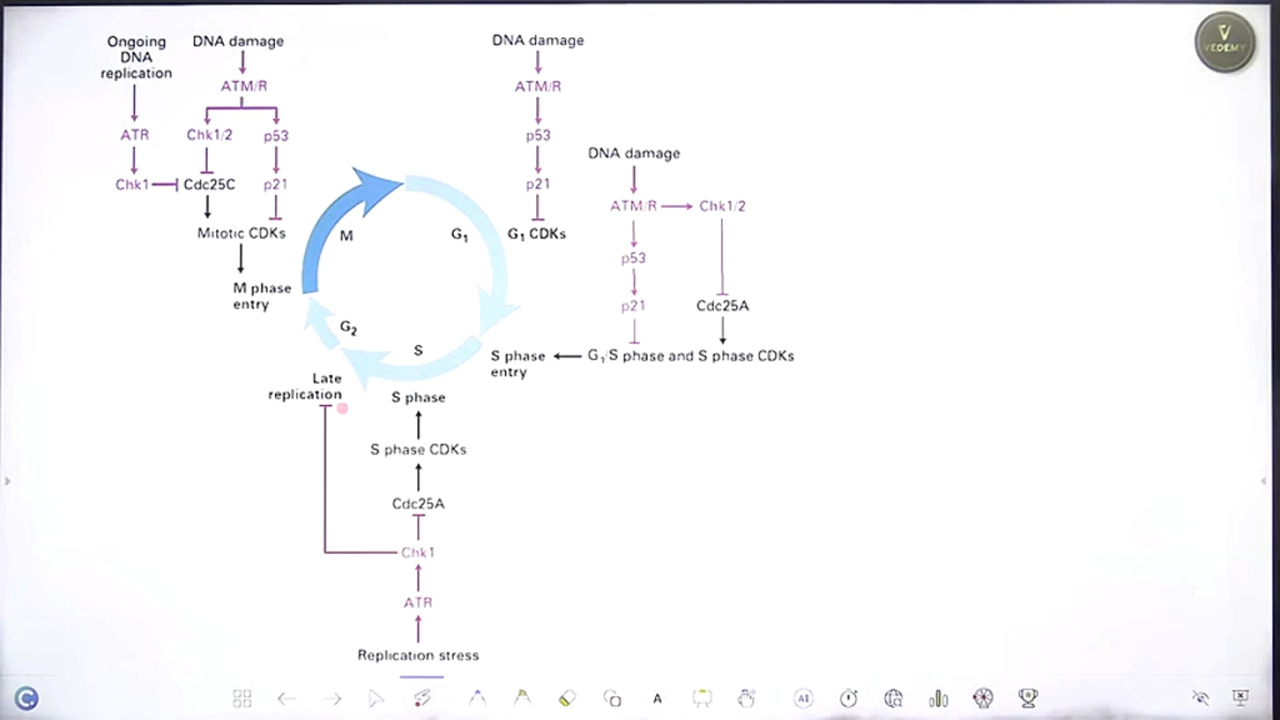 Ongoing
DNA
replication
DNA damage
ATM/R
ATR
Chk1/2
p53
Chk1
Cdc25C
p21
Mitotic CDKs
M phase
entry
DNA damage
ATM/R
p53
p21
G1 CDKs
DNA damage
ATM/R
Chk1/2
p53
p21
Cdc25A
S phase
entry
G1/S phase and S phase CDKs
M
G1
G2
S
Late
replication
S phase
S phase CDKs
Cdc25A
Chk1
ATR
Replication stress
V
VEDEMY
A
AI